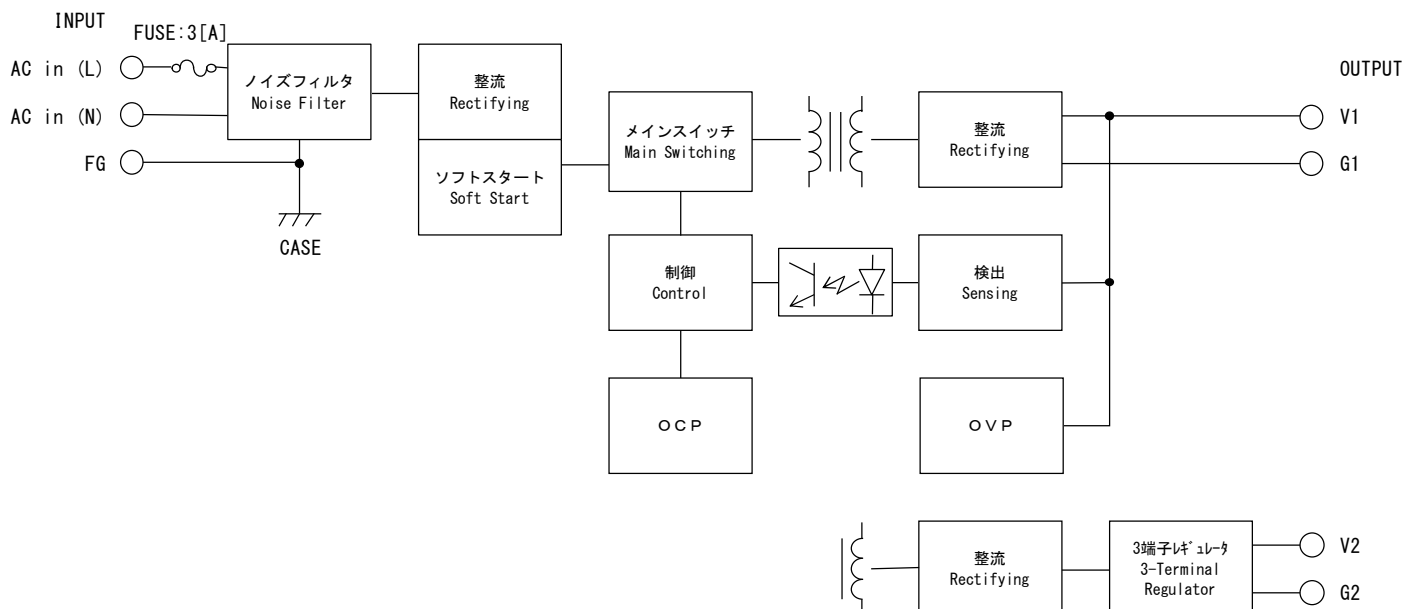 INPUT
FUSE:3[A]
AC in (L)
AC in (N)
FG
ノイズフィルタ
Noise Filter
CASE
整流
Rectifying
ソフトスタート
Soft Start
メインスイッチ
Main Switching
制御
Control
OCP
整流
Rectifying
検出
Sensing
OVP
OUTPUT
V1
G1
整流
Rectifying
3端子ﾚｷﾞｭﾚｰﾀ
3-Terminal
Regulator
V2
G2